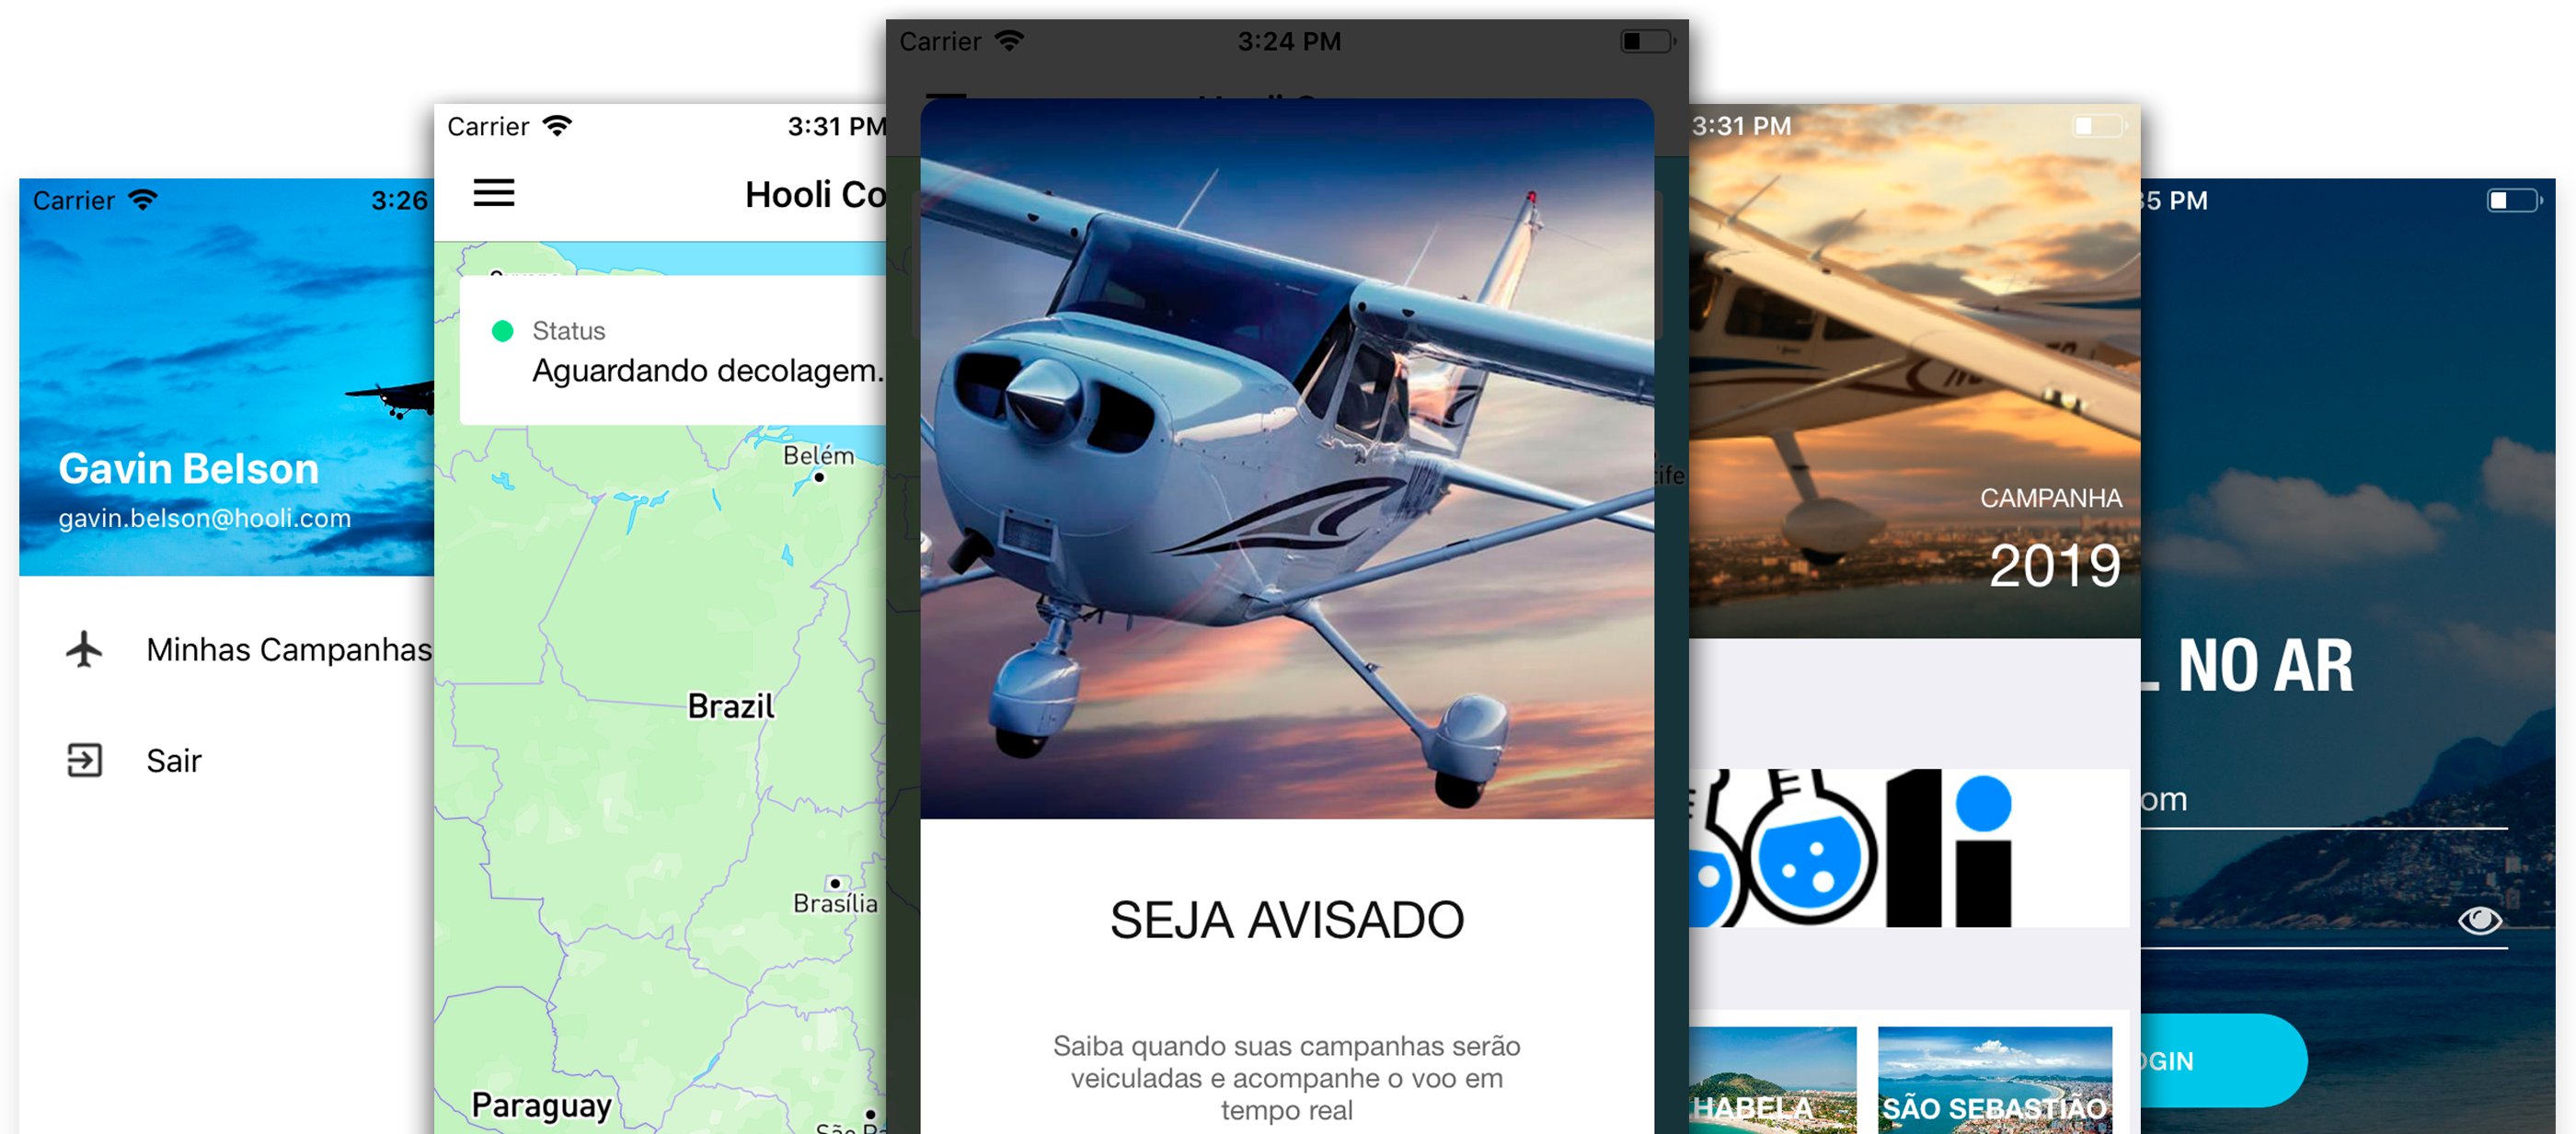 Carrier
3:26
Gavin Belson
gavin.belson@hooli.com
Minhas Campanhas
Sair
Carrier
3:31 PM
Hooli Co
Status
Aguardando decolagem.
Belém
Brazil
Brasília
Paraguay
Carrier
3:24 PM
SEJA AVISADO
Saiba quando suas campanhas serão
veiculadas e acompanhe o voo em
tempo real
3:31 PM
CAMPANHA
2019
HABELA
SÃO SEBASTIÃO
35 PM
NO AR
om
OGIN